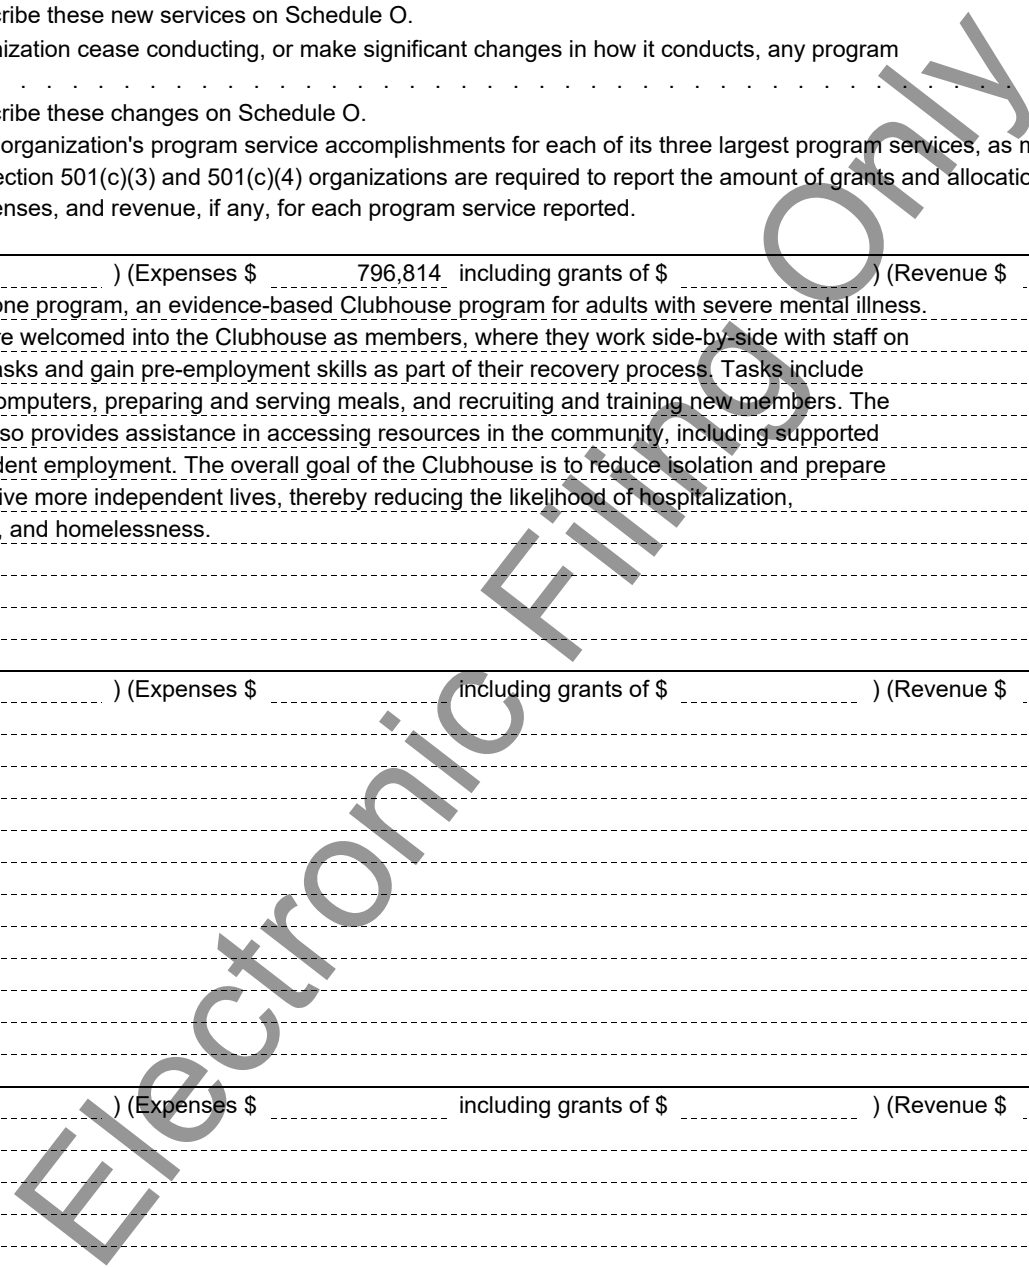 cribe these new services on Schedule O.
nization cease conducting, or make significant changes in how it conducts, any program
. . . . . . . . . . . . . . . . . . . . . . . . . . . . . . . . . . . . . . .
cribe these changes on Schedule O.
organization's program service accomplishments for each of its three largest program services, as m
ection 501(c)(3) and 501(c)(4) organizations are required to report the amount of grants and allocatio
enses, and revenue, if any, for each program service reported.
) (Expenses $ 796,814 including grants of $ ) (Revenue $
one program, an evidence-based Clubhouse program for adults with severe mental illness.
re welcomed into the Clubhouse as members, where they work side-by-side with staff on
asks and gain pre-employment skills as part of their recovery process. Tasks include
omputers, preparing and serving meals, and recruiting and training new members. The
so provides assistance in accessing resources in the community, including supported
dent employment. The overall goal of the Clubhouse is to reduce isolation and prepare
ive more independent lives, thereby reducing the likelihood of hospitalization,
, and homelessness.
) (Expenses $ including grants of $ ) (Revenue $
) (Expenses $ including grants of $ ) (Revenue $
Electronic Filing Only